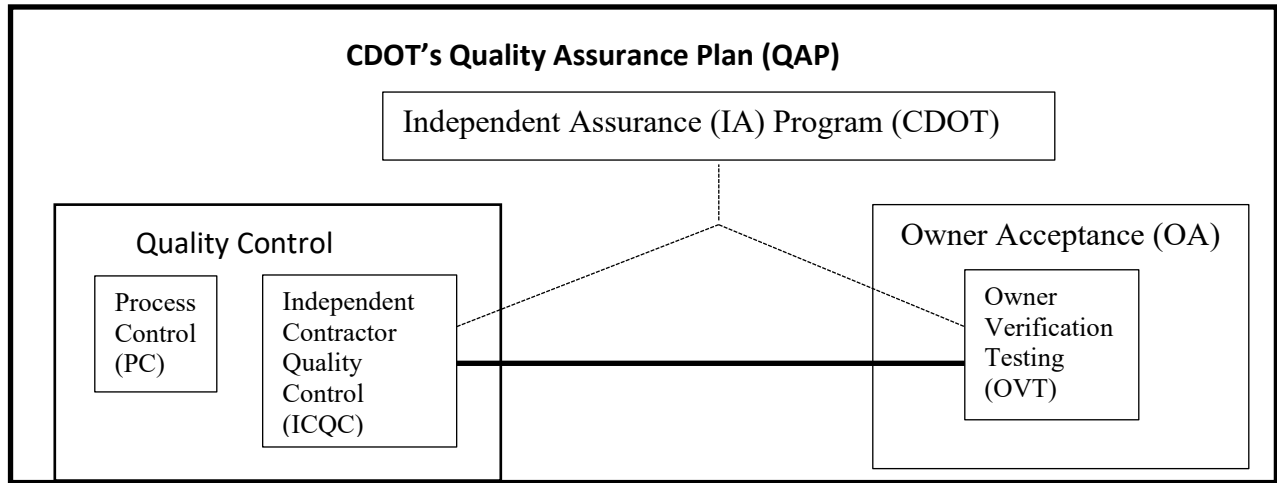 CDOT’s Quality Assurance Plan (QAP)
Independent Assurance (IA) Program (CDOT)
Quality Control
Process
Control
(PC)
Independent
Contractor
Quality
Control
(ICQC)
Owner Acceptance (OA)
Owner
Verification
Testing
(OVT)